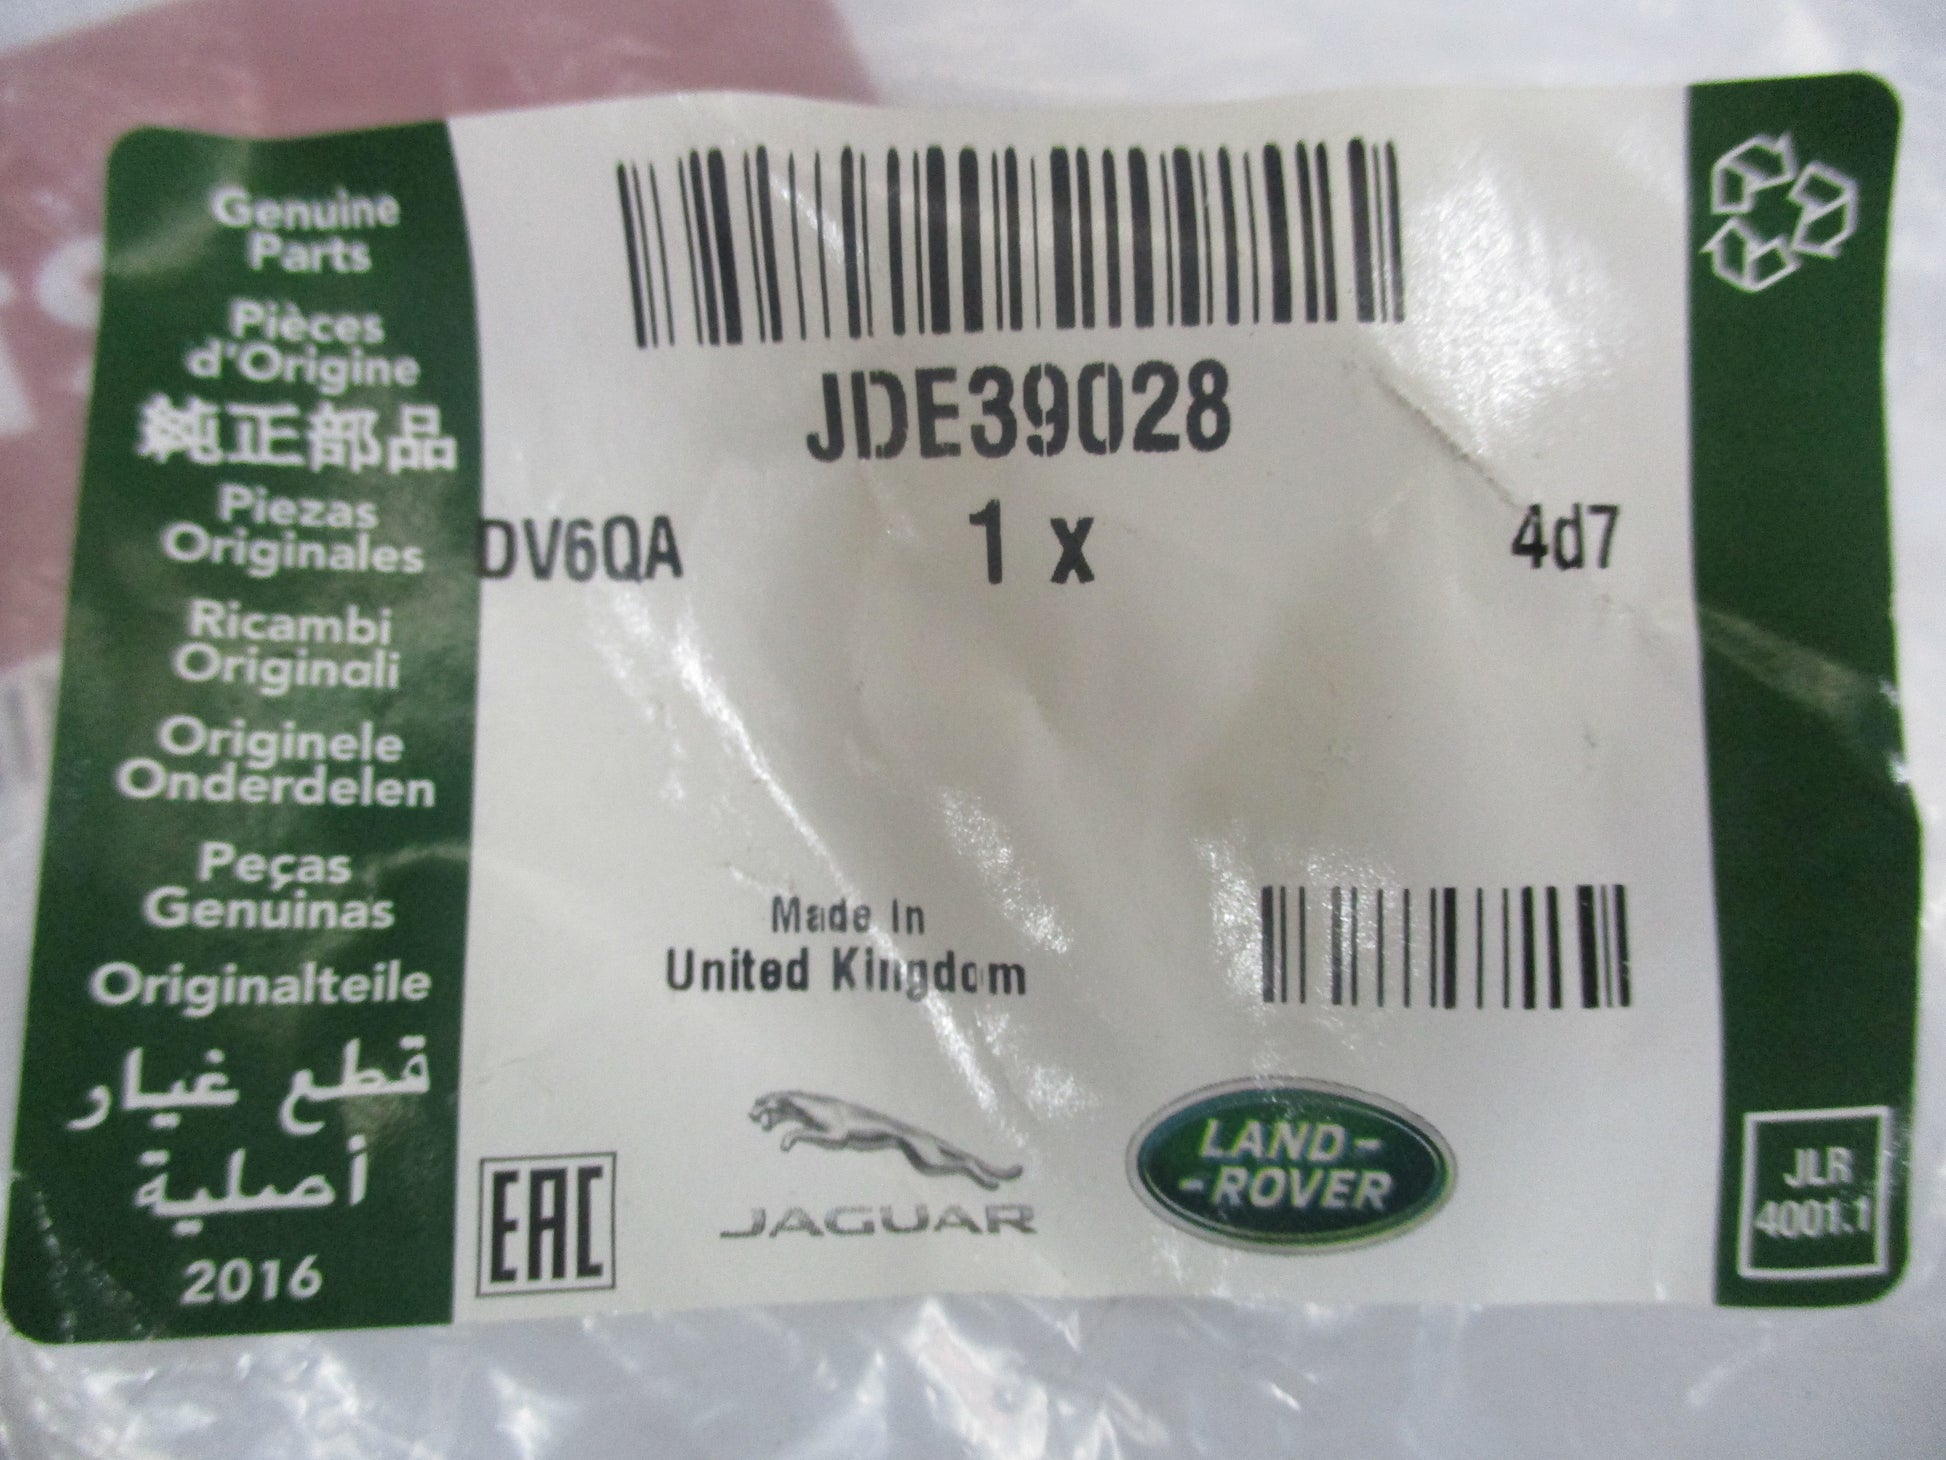 Genuine
Parts
Pièces
d'Origine
純正部品
Piezas
Originales
Ricambi
Originali
Originele
Onderdelen
Peças
Genuinas
Originalteile
قطع غيار
أصلية
2016
JDE39028
DV6QA 1 x 4d7
Made In
United Kingdom
EAC
JAGUAR
LAND-
-ROVER
JLR
4001.1